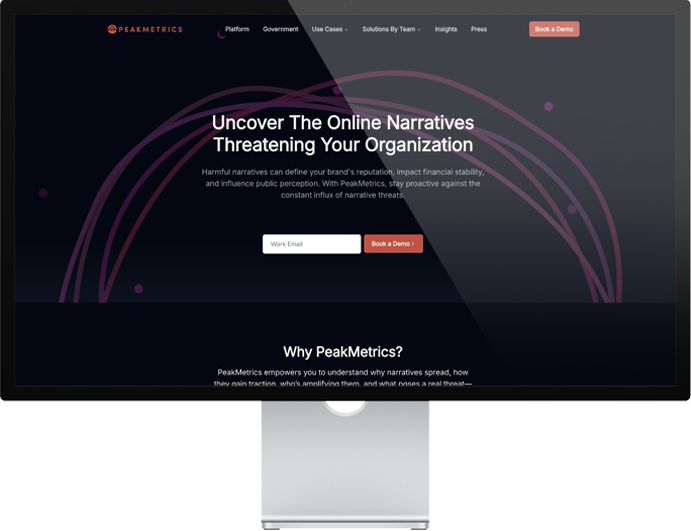 PEAKMETRICS
Platform Government Use Cases Solutions By Team Insights Press Book a Demo
Uncover The Online Narratives
Threatening Your Organization
Harmful narratives can define your brand's reputation, impact financial stability,
and influence public perception. With PeakMetrics, stay proactive against the
constant influx of narrative threats.
Work Email Book a Demo
Why PeakMetrics?
PeakMetrics empowers you to understand why narratives spread, how
they gain traction, who's amplifying them, and what poses a real threat—